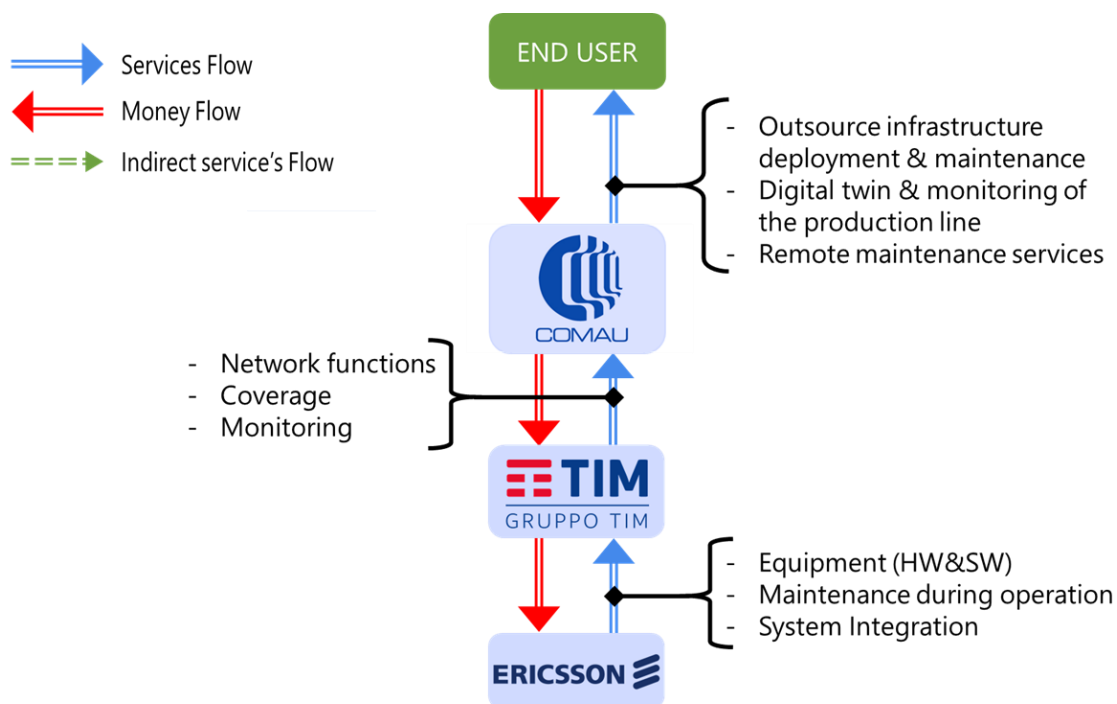 END USER
Services Flow
Money Flow
Indirect service's Flow
- Outsource infrastructure
deployment & maintenance
- Digital twin & monitoring of
the production line
- Remote maintenance services
COMAU
- Network functions
- Coverage
- Monitoring
TIM
GRUPPO TIM
- Equipment (HW&SW)
- Maintenance during operation
- System Integration
ERICSSON